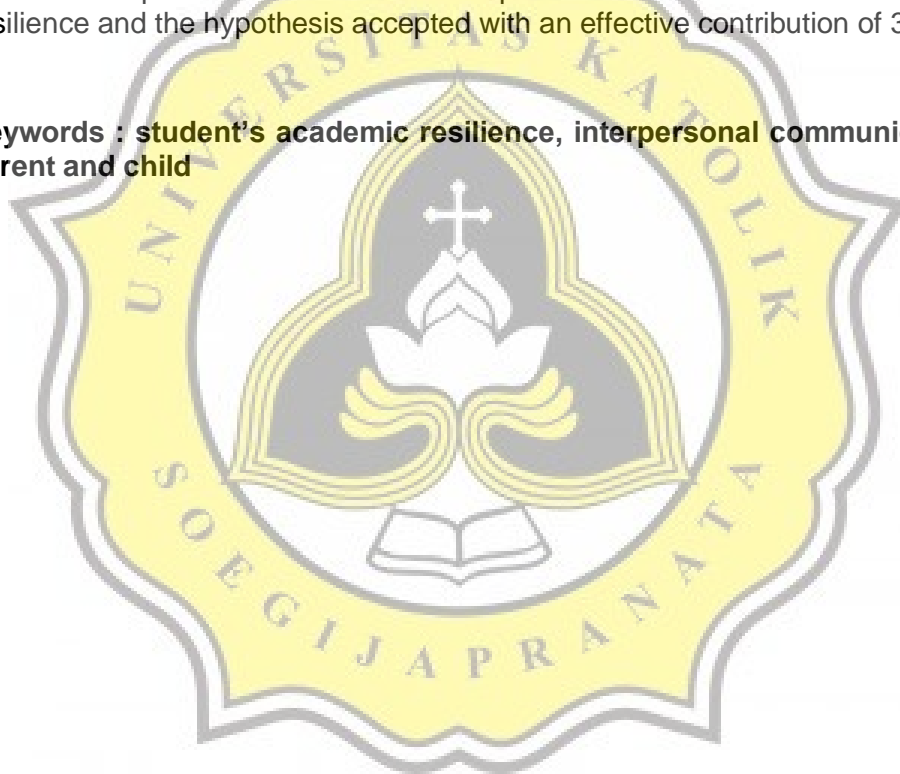 silience and the hypothesis accepted with an effective contribution of 3
eywords : student's academic resilience, interpersonal communi
rent and child
UNIVERSITAS KATOLIK
SOEGIJAPRANATA